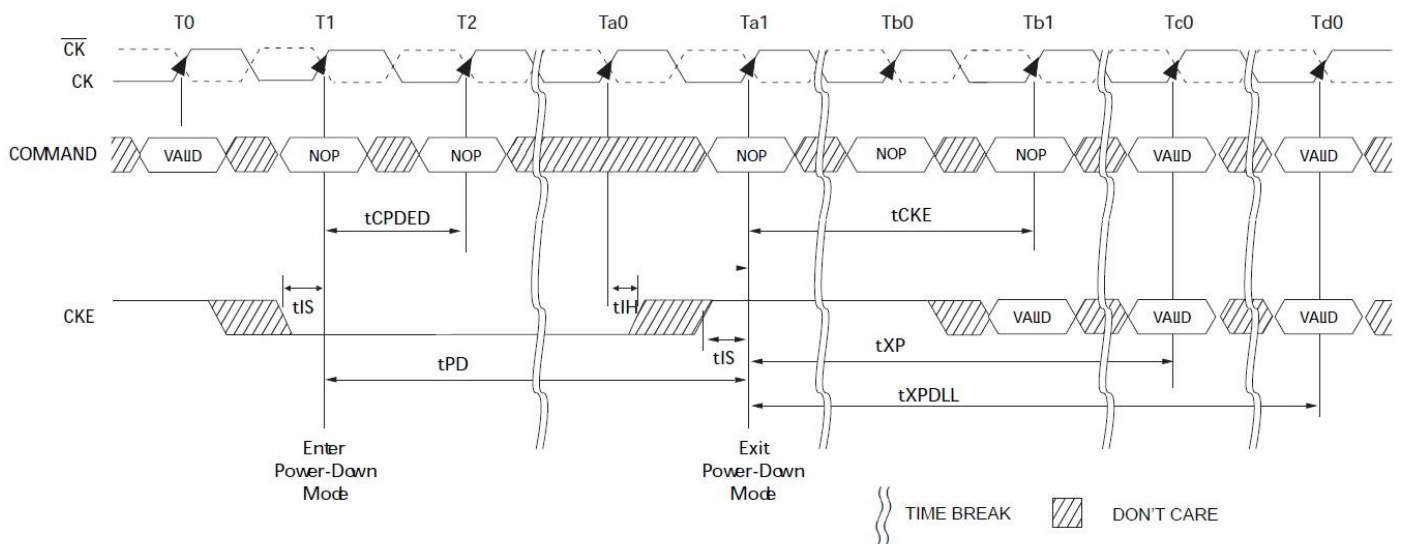 T0 T1 T2 Ta0 Ta1 Tb0 Tb1 Tc0 Td0
CK
CK
COMMAND VALID NOP NOP NOP NOP NOP VALID VALID
tCPDED tCKE
tIS tIH
CKE VALID VALID VALID
tIS tXP
tPD
tXPDLL
Enter
Power-Down
Mode
Exit
Power-Down
Mode
TIME BREAK DON'T CARE